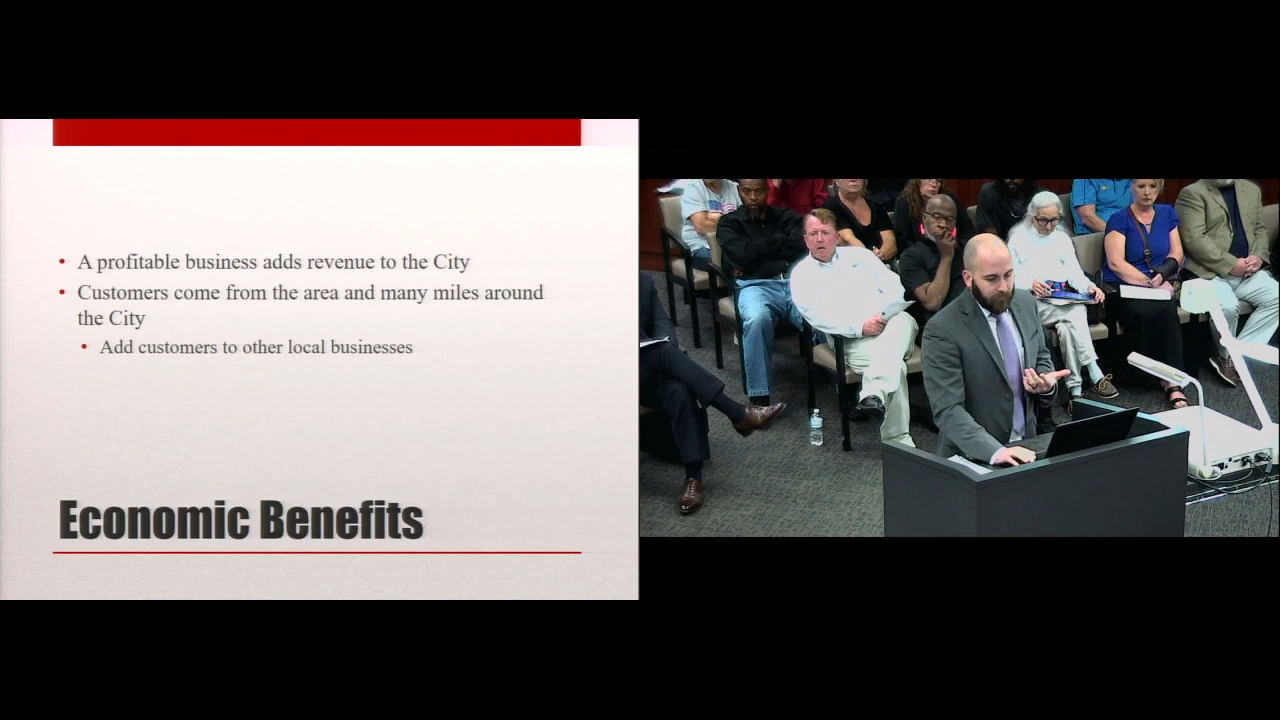 • A profitable business adds revenue to the City
• Customers come from the area and many miles around
the City
• Add customers to other local businesses
Economic Benefits